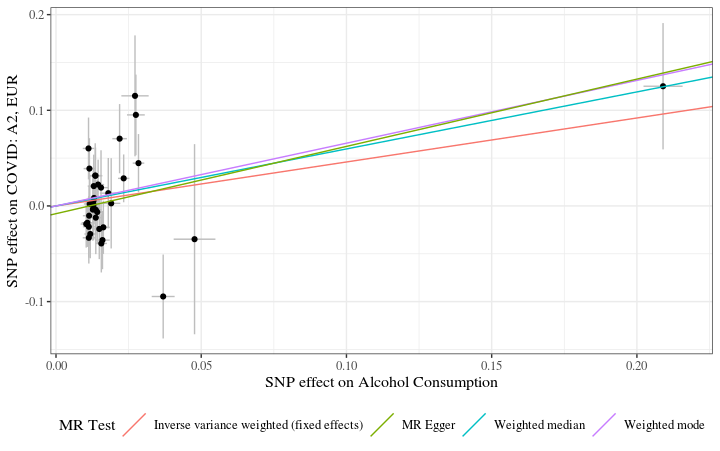 0.2
0.1
0.0
-0.1
SNP effect on COVID: A2, EUR
0.00 0.05 0.10 0.15 0.20
SNP effect on Alcohol Consumption
MR Test Inverse variance weighted (fixed effects) MR Egger Weighted median Weighted mode